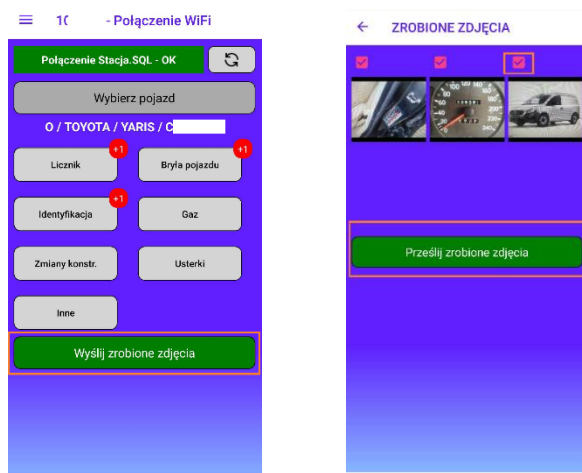 10 - Połączenie WiFi
Połączenie Stacja.SQL - OK
Wybierz pojazd
O / TOYOTA / YARIS / C
Licznik
+1
Bryła pojazdu
+1
Identyfikacja
+1
Gaz
Zmiany konstr.
Usterki
Inne
Wyślij zrobione zdjęcia
ZROBIONE ZDJĘCIA
Prześlij zrobione zdjęcia